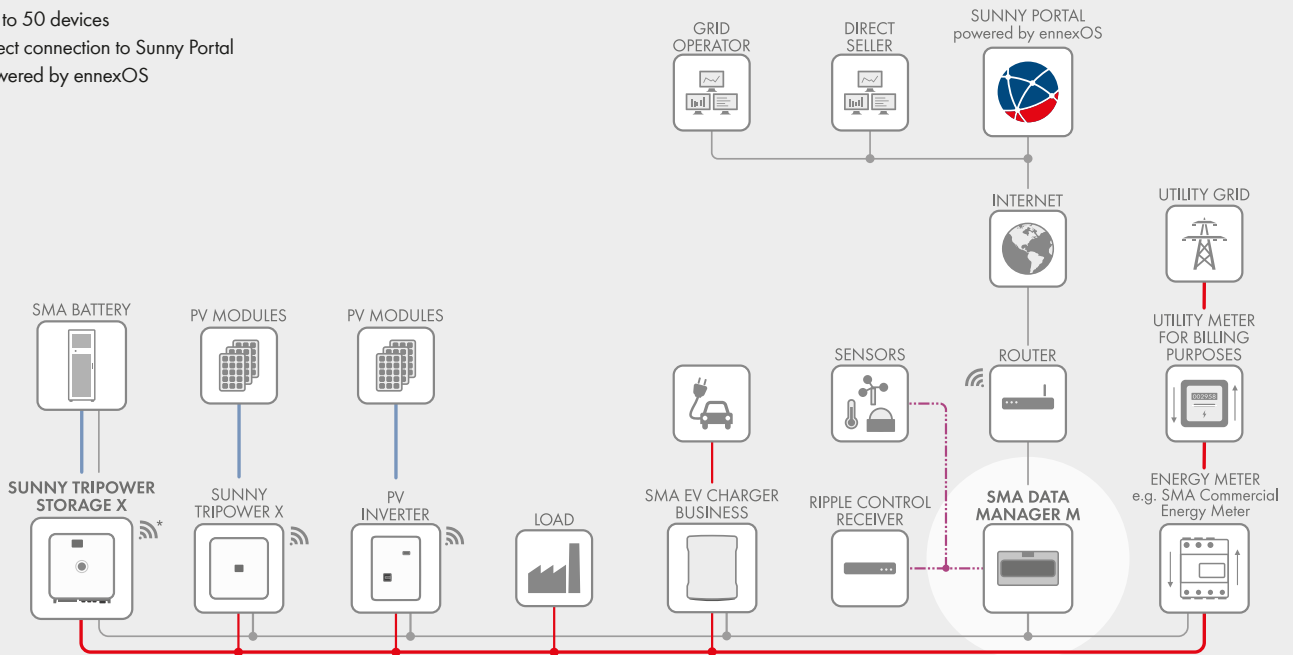 to 50 devices
ect connection to Sunny Portal
wered by ennexOS
GRID
OPERATOR
DIRECT
SELLER
SUNNY PORTAL
powered by ennexOS
INTERNET
UTILITY GRID
SMA BATTERY
PV MODULES
PV MODULES
SENSORS
ROUTER
UTILITY METER
FOR BILLING
PURPOSES
002958
SUNNY TRIPOWER
STORAGE X
*
SUNNY
TRIPOWER X
PV
INVERTER
LOAD
SMA EV CHARGER
BUSINESS
RIPPLE CONTROL
RECEIVER
SMA DATA
MANAGER M
ENERGY METER
e.g. SMA Commercial
Energy Meter